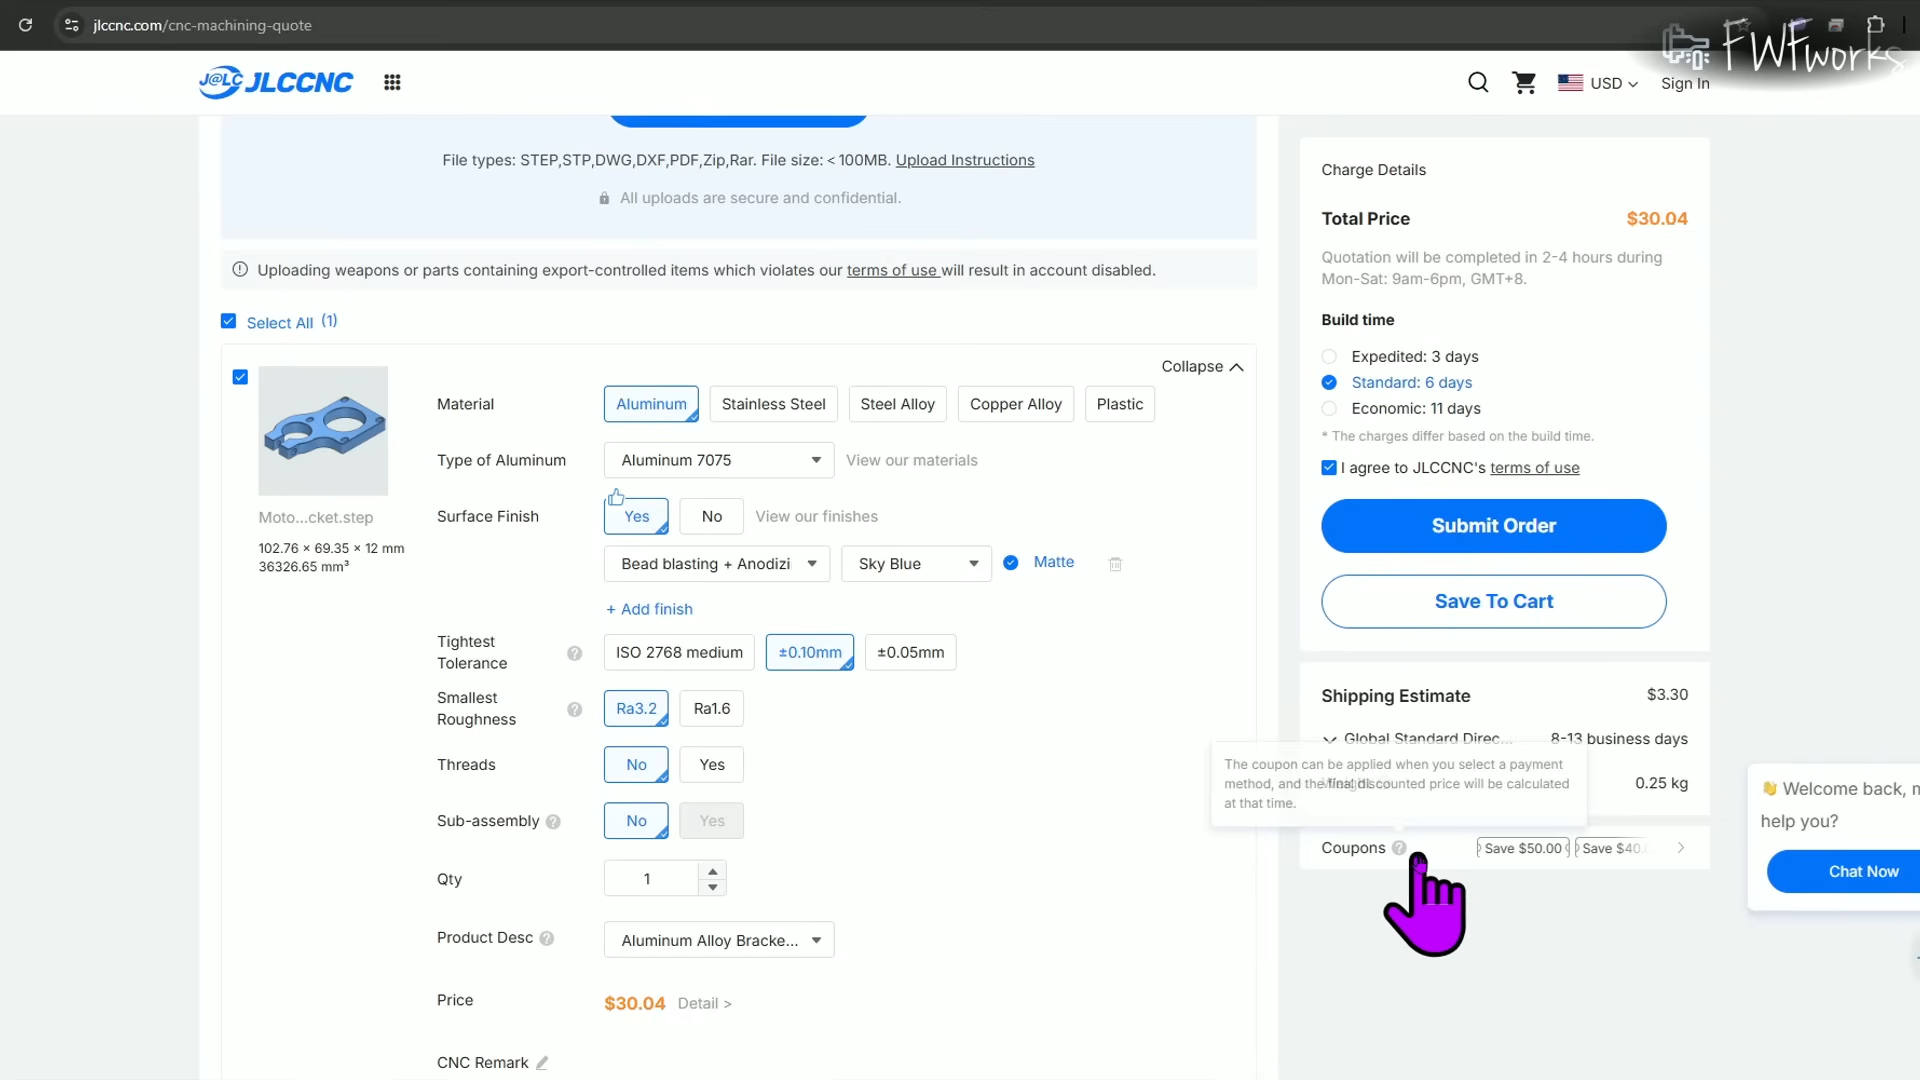 jlccnc.com/cnc-machining-quote
FWFworks
J@LC JLCCNC
USD
Sign In
File types: STEP,STP,DWG,DXF,PDF,Zip,Rar. File size: < 100MB. Upload Instructions
All uploads are secure and confidential.
Uploading weapons or parts containing export-controlled items which violates our terms of use will result in account disabled.
Select All (1)
Collapse
Moto...cket.step
102.76 × 69.35 × 12 mm
36326.65 mm³
Material
Aluminum
Stainless Steel
Steel Alloy
Copper Alloy
Plastic
Type of Aluminum
Aluminum 7075
View our materials
Surface Finish
Yes
No
View our finishes
Bead blasting + Anodizi
Sky Blue
Matte
+ Add finish
Tightest
Tolerance
ISO 2768 medium
±0.10mm
±0.05mm
Smallest
Roughness
Ra3.2
Ra1.6
Threads
No
Yes
Sub-assembly
No
Yes
Qty
1
Product Desc
Aluminum Alloy Bracke...
Price
$30.04
Detail >
CNC Remark
Charge Details
Total Price
$30.04
Quotation will be completed in 2-4 hours during
Mon-Sat: 9am-6pm, GMT+8.
Build time
Expedited: 3 days
Standard: 6 days
Economic: 11 days
* The charges differ based on the build time.
I agree to JLCCNC's terms of use
Submit Order
Save To Cart
Shipping Estimate
$3.30
Global Standard Direc...
8-13 business days
The coupon can be applied when you select a payment
method, and the final discounted price will be calculated
at that time.
0.25 kg
Coupons
Save $50.00
Save $40.
👋 Welcome back,
help you?
Chat Now